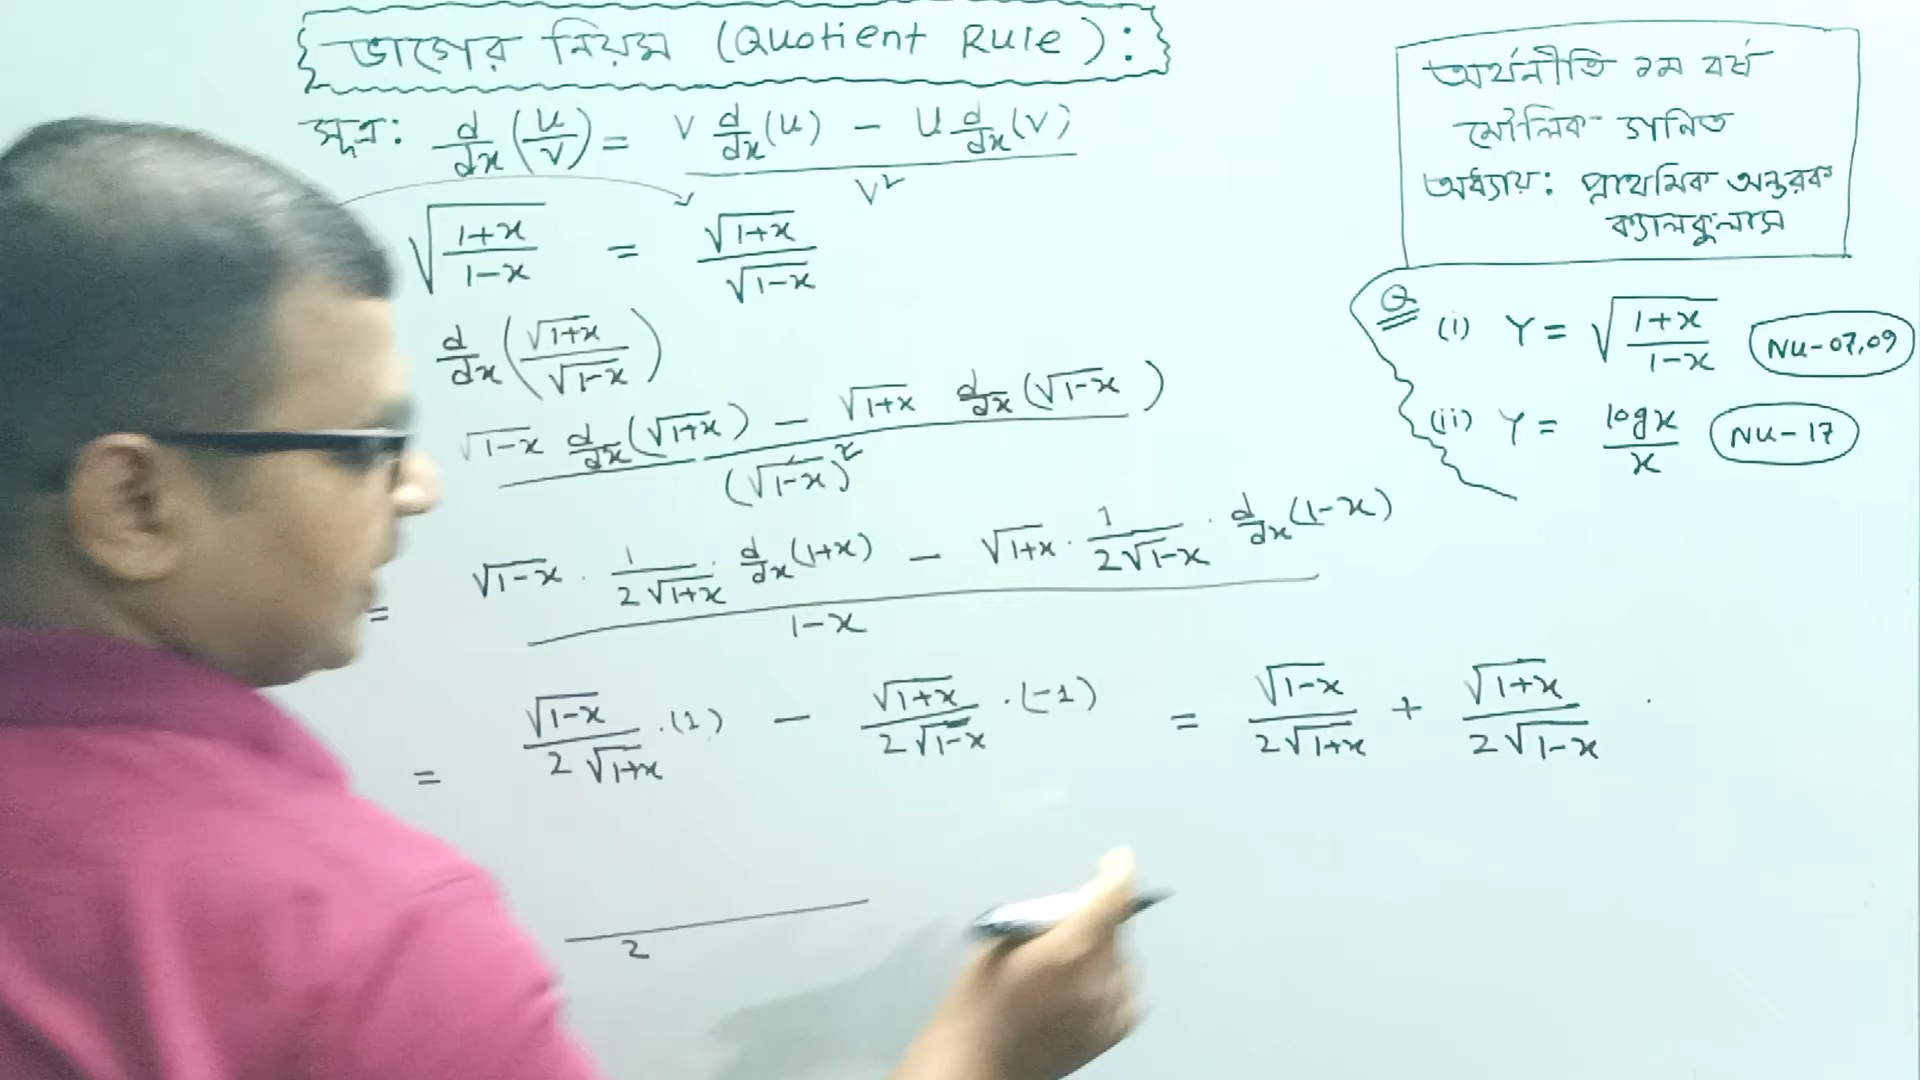 ভাগের নিয়ম (Quotient Rule):
সূত্র: d/dx (u/v) = (v d/dx (u) − u d/dx (v)) / v²
√((1+x)/(1−x)) = √(1+x) / √(1−x)
d/dx (√(1+x) / √(1−x))
(√(1−x) d/dx (√(1+x)) − √(1+x) d/dx (√(1−x))) / (√(1−x))²
= (√(1−x) · 1/(2√(1+x)) · d/dx (1+x) − √(1+x) · 1/(2√(1−x)) · d/dx (1−x)) / (1−x)
= √(1−x)/(2√(1+x)) · (1) − √(1+x)/(2√(1−x)) · (−1) = √(1−x)/(2√(1+x)) + √(1+x)/(2√(1−x))
2
অর্থনীতি ১ম বর্ষ
মৌলিক গনিত
অধ্যায়: প্রাথমিক অন্তরক
ক্যালকুলাস
Q (i) Y = √((1+x)/(1−x)) NU-07,09
(ii) Y = logx/x NU-17